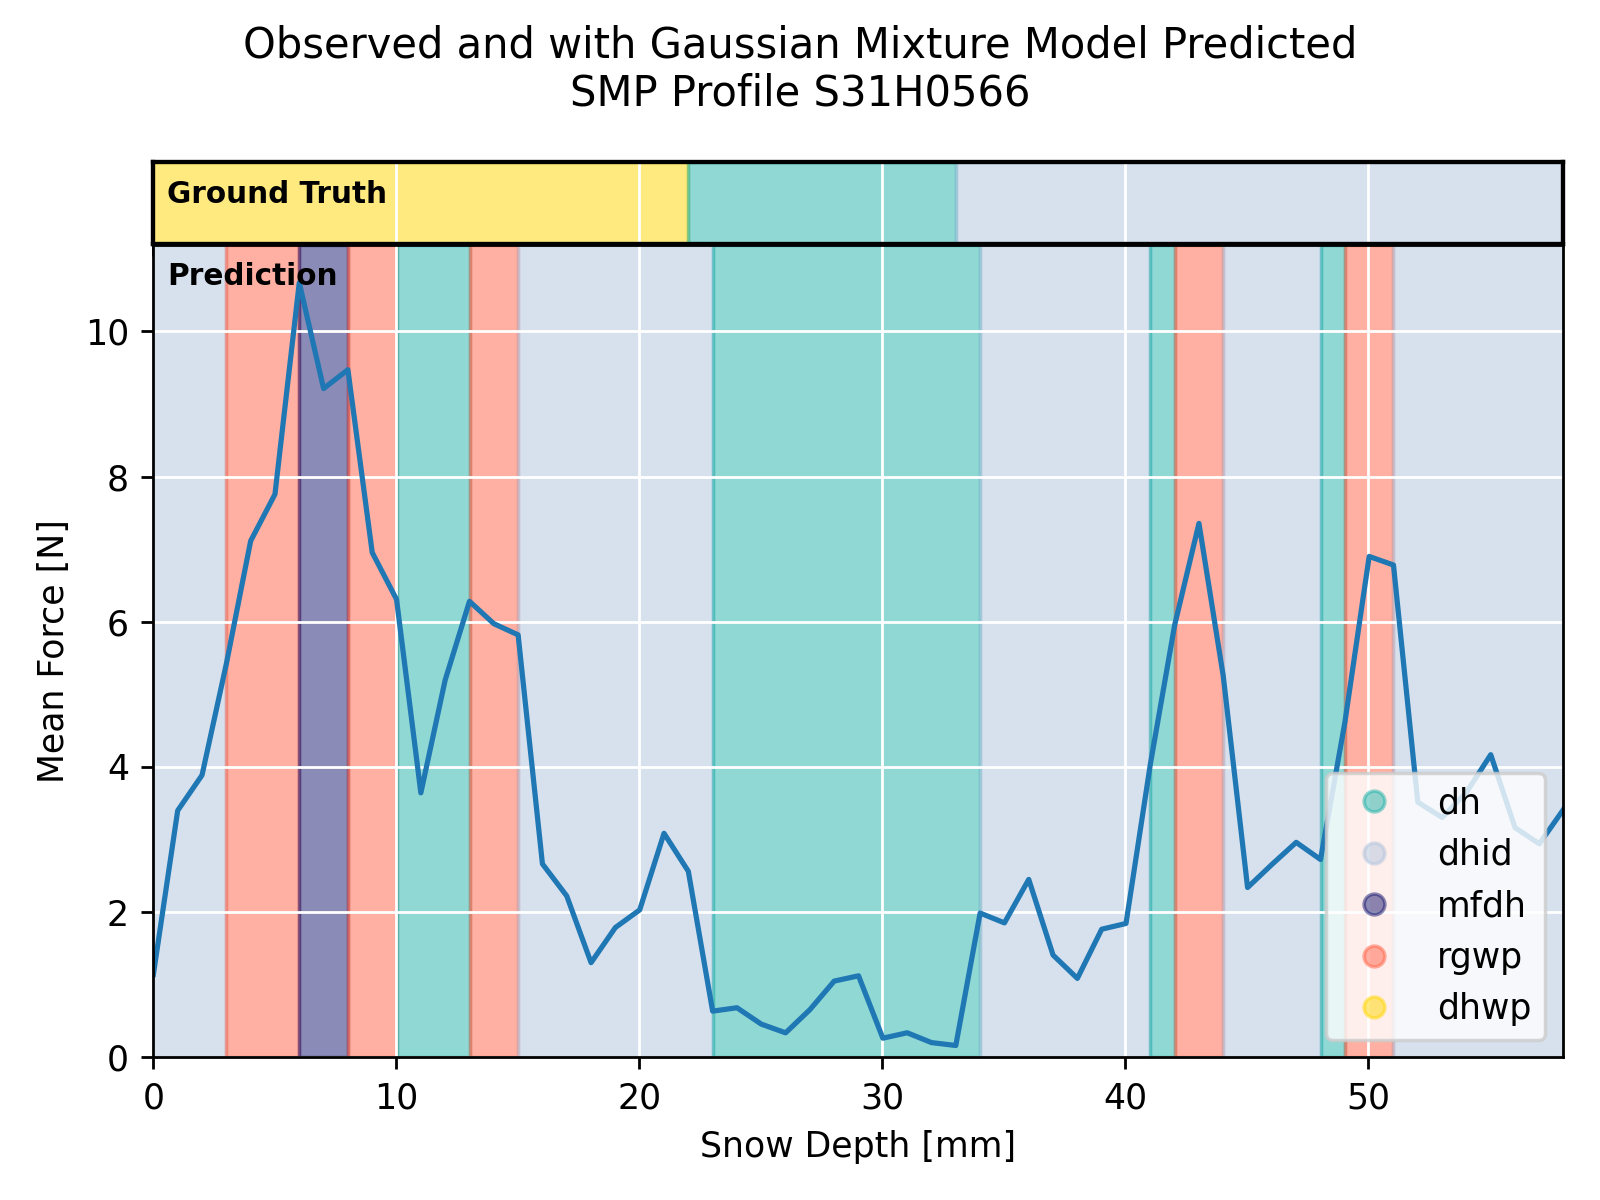 Observed and with Gaussian Mixture Model Predicted
SMP Profile S31H0566
Ground Truth
Prediction
10
8
6
4
2
0
Mean Force [N]
dh
dhid
mfdh
rgwp
dhwp
0 10 20 30 40 50
Snow Depth [mm]